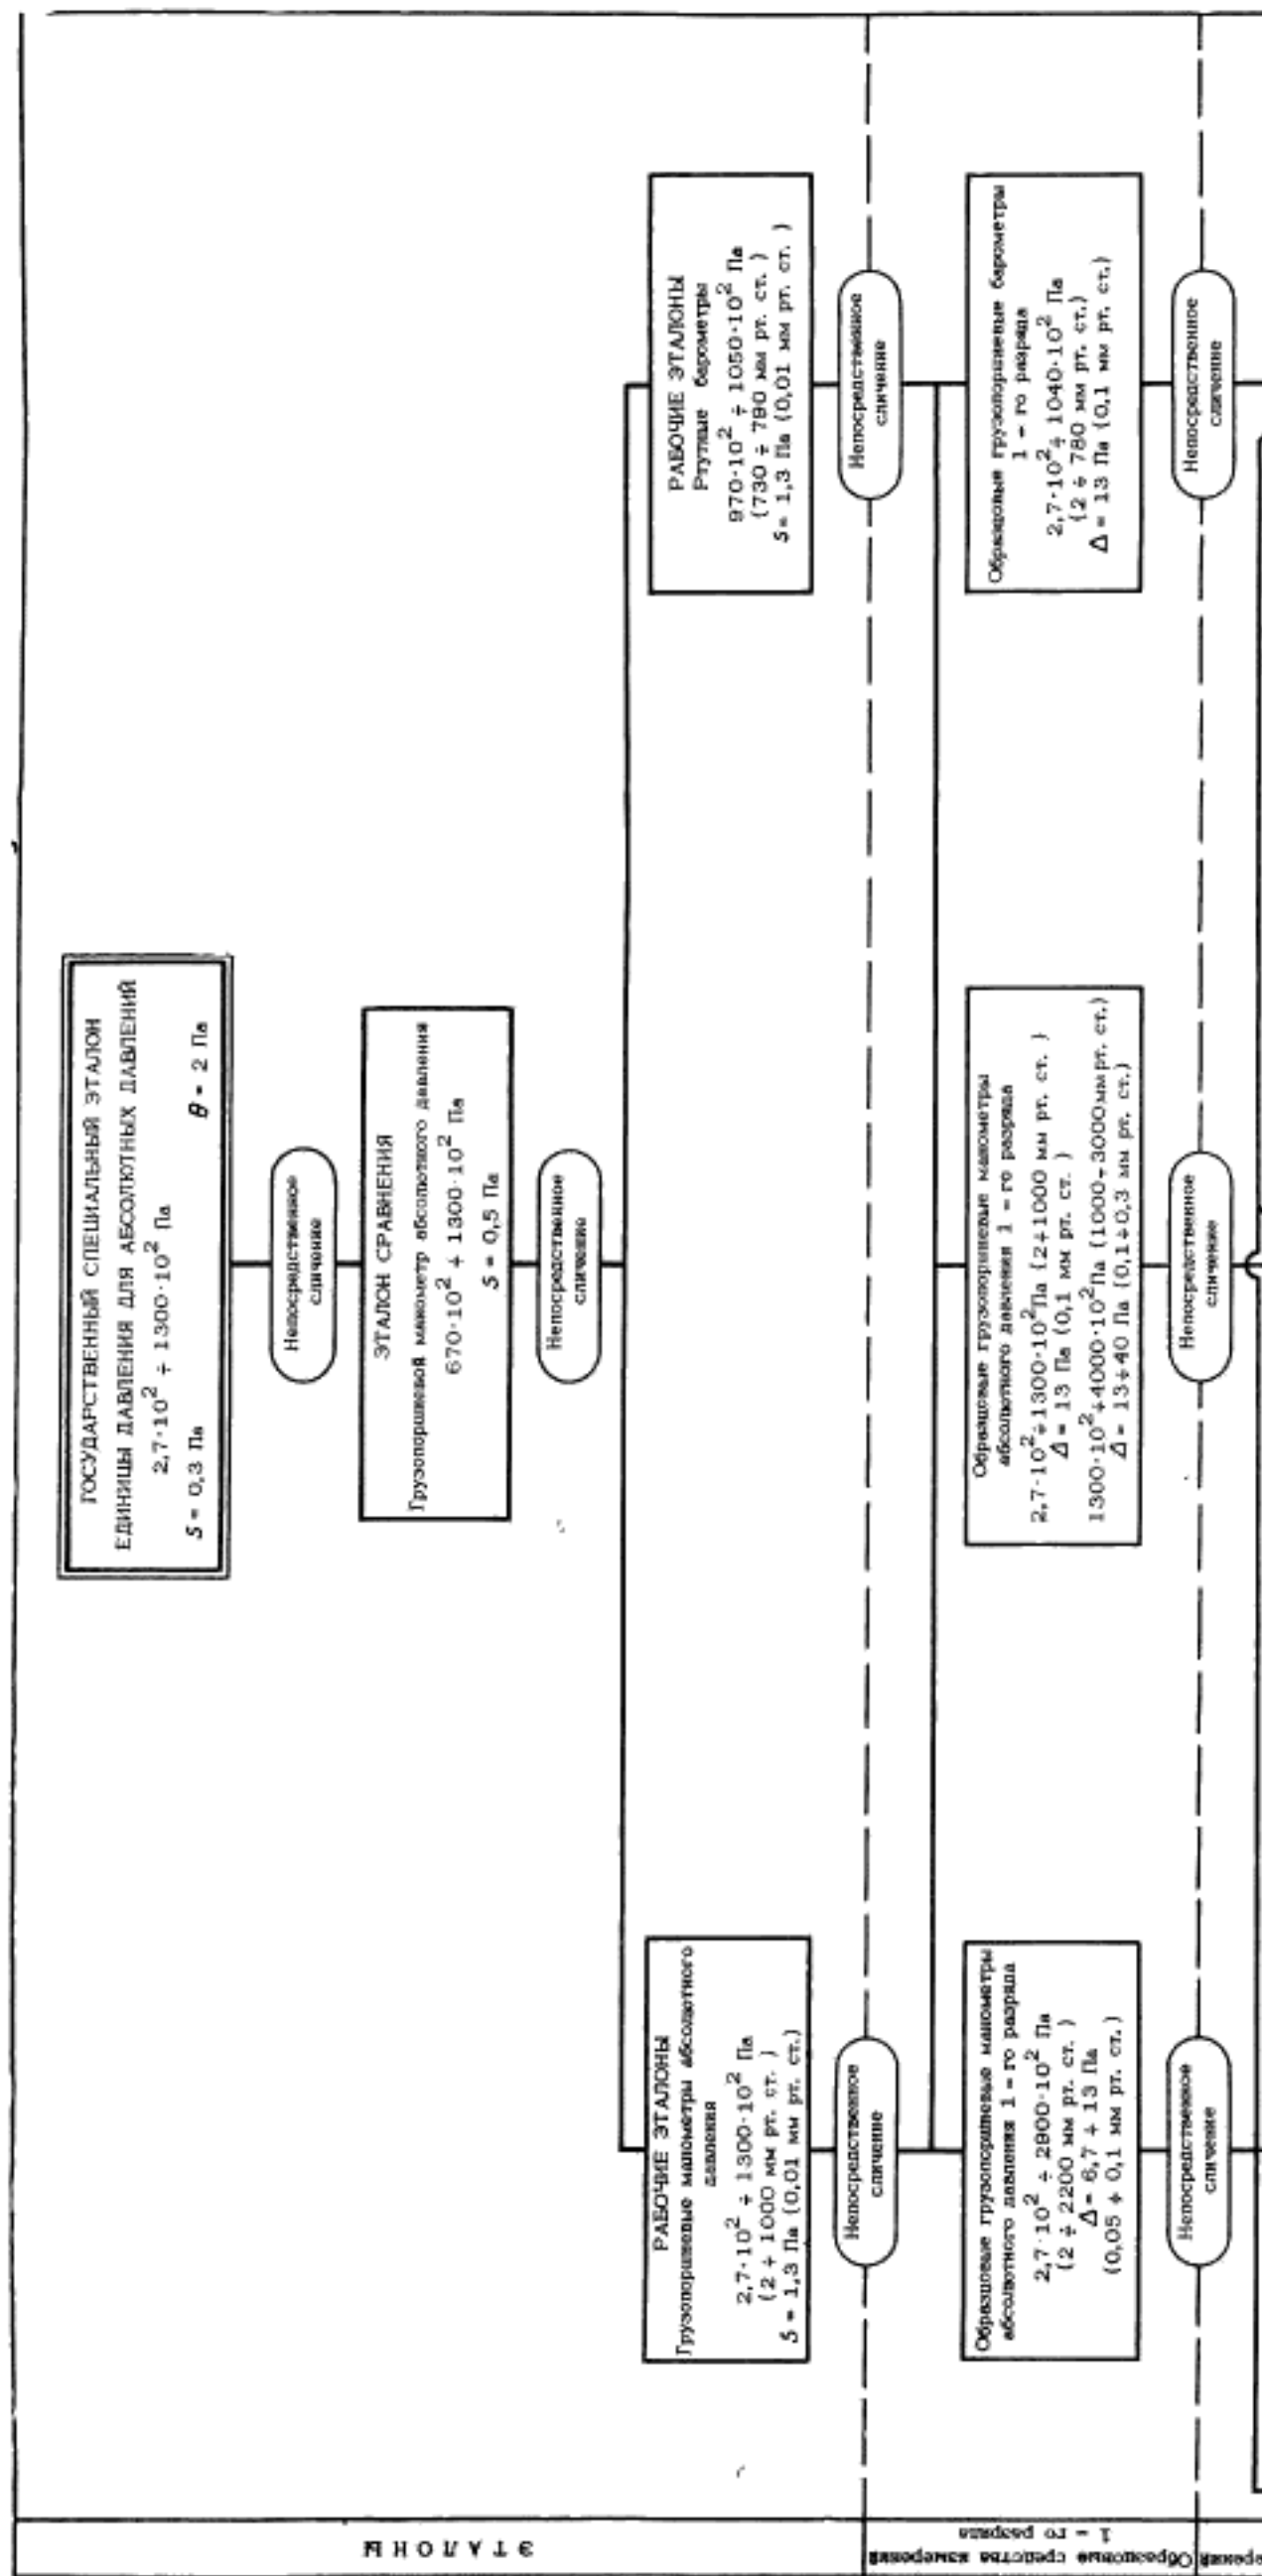 ГОСУДАРСТВЕННЫЙ СПЕЦИАЛЬНЫЙ ЭТАЛОН
ЕДИНИЦЫ ДАВЛЕНИЯ ДЛЯ АБСОЛЮТНЫХ ДАВЛЕНИЙ
2,7·10² ÷ 1300·10² Па
S = 0,3 Па θ = 2 Па
Непосредственное
сличение
ЭТАЛОН СРАВНЕНИЯ
Грузопоршневой манометр абсолютного давления
670·10² ÷ 1300·10² Па
S = 0,5 Па
Непосредственное
сличение
РАБОЧИЕ ЭТАЛОНЫ
Грузопоршневые манометры абсолютного
давления
2,7·10² ÷ 1300·10² Па
(2 ÷ 1000 мм рт. ст. )
S = 1,3 Па (0,01 мм рт. ст.)
РАБОЧИЕ ЭТАЛОНЫ
Ртутные барометры
970·10² ÷ 1050·10² Па
(730 ÷ 790 мм рт. ст. )
S = 1,3 Па (0,01 мм рт. ст. )
Непосредственное
сличение
Непосредственное
сличение
Образцовые грузопоршневые манометры
абсолютного давления 1 - го разряда
2,7·10² ÷ 2800·10² Па
(2 ÷ 2200 мм рт. ст. )
Δ = 6,7 ÷ 13 Па
(0,05 ÷ 0,1 мм рт. ст.)
Образцовые грузопоршневые манометры
абсолютного давления 1 - го разряда
2,7·10²÷1300·10²Па (2÷1000 мм рт. ст. )
Δ = 13 Па (0,1 мм рт. ст. )
1300·10²÷4000·10²Па (1000÷3000мм рт. ст.)
Δ = 13÷40 Па (0,1÷0,3 мм рт. ст.)
Образцовые грузопоршневые барометры
1 - го разряда
2,7·10²÷ 1040·10² Па
(2 ÷ 780 мм рт. ст.)
Δ = 13 Па (0,1 мм рт. ст.)
Непосредственное
сличение
Непосредственное
сличение
Непосредственное
сличение
ЭТАЛОНЫ
Образцовые средства измерения
1 - го разряда